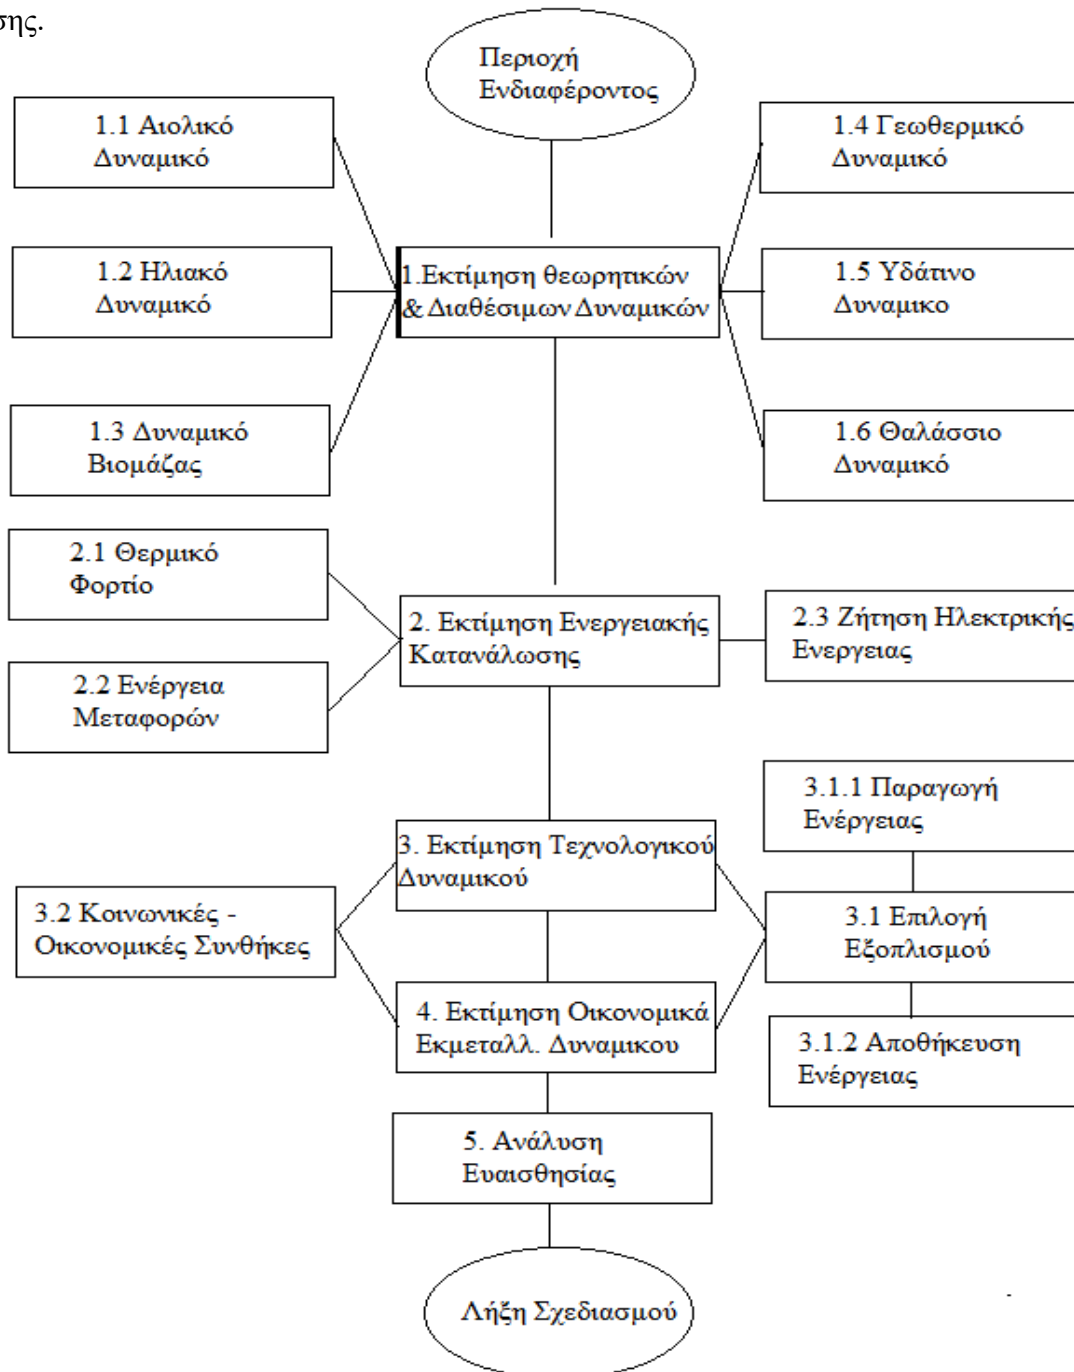 σης.
Περιοχή
Ενδιαφέροντος
1.1 Αιολικό
Δυναμικό
1.4 Γεωθερμικό
Δυναμικό
1.2 Ηλιακό
Δυναμικό
1.Εκτίμηση θεωρητικών
& Διαθέσιμων Δυναμικών
1.5 Υδάτινο
Δυναμικο
1.3 Δυναμικό
Βιομάζας
1.6 Θαλάσσιο
Δυναμικό
2.1 Θερμικό
Φορτίο
2. Εκτίμηση Ενεργειακής
Κατανάλωσης
2.3 Ζήτηση Ηλεκτρικής
Ενεργειας
2.2 Ενέργεια
Μεταφορών
3.1.1 Παραγωγή
Ενέργειας
3. Εκτίμηση Τεχνολογικού
Δυναμικού
3.2 Κοινωνικές -
Οικονομικές Συνθήκες
3.1 Επιλογή
Εξοπλισμού
4. Εκτίμηση Οικονομικά
Εκμεταλλ. Δυναμικου
3.1.2 Αποθήκευση
Ενέργειας
5. Ανάλυση
Ευαισθησίας
Λήξη Σχεδιασμού